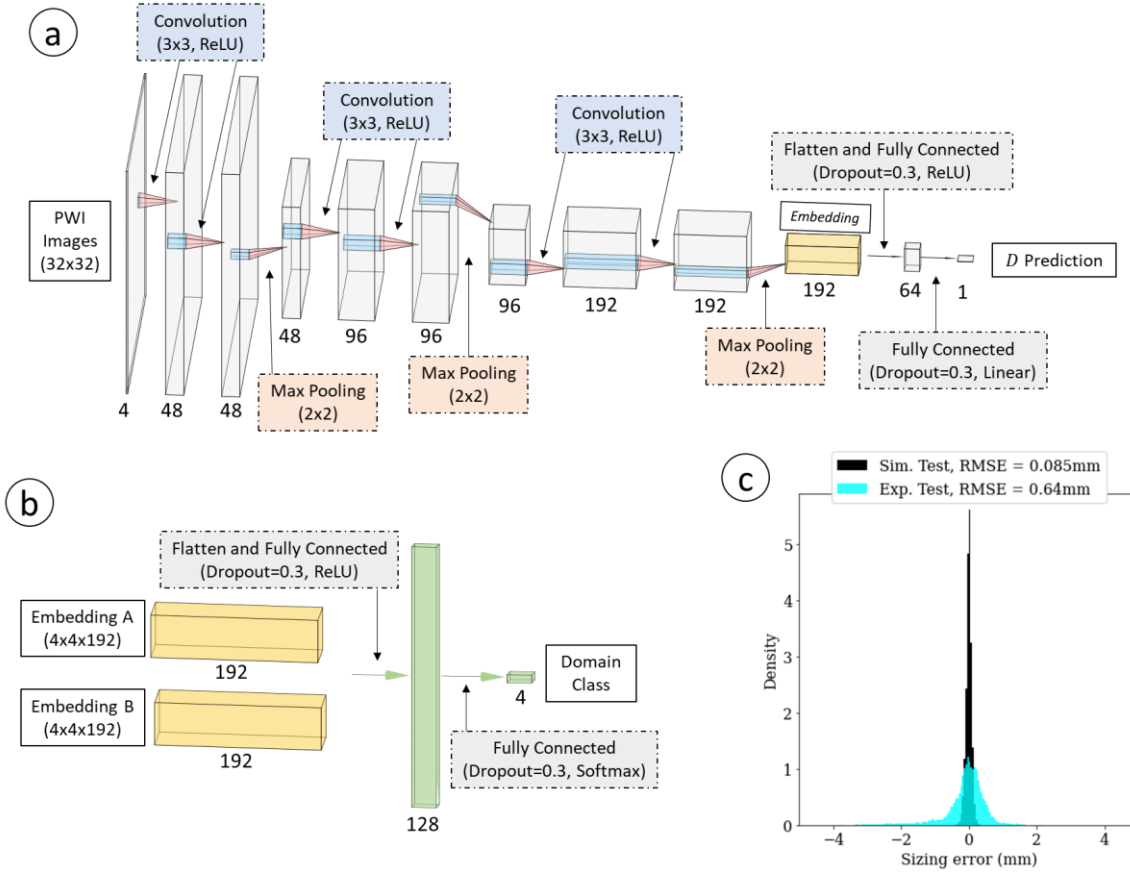 a
Convolution
(3x3, ReLU)
Convolution
(3x3, ReLU)
Convolution
(3x3, ReLU)
Flatten and Fully Connected
(Dropout=0.3, ReLU)
PWI
Images
(32x32)
Embedding
D Prediction
4
48
48
48
96
96
96
192
192
192
64
1
Max Pooling
(2x2)
Max Pooling
(2x2)
Max Pooling
(2x2)
Fully Connected
(Dropout=0.3, Linear)
b
Flatten and Fully Connected
(Dropout=0.3, ReLU)
Embedding A
(4x4x192)
192
Embedding B
(4x4x192)
192
128
4
Domain
Class
Fully Connected
(Dropout=0.3, Softmax)
c
Sim. Test, RMSE = 0.085mm
Exp. Test, RMSE = 0.64mm
Density
5
4
3
2
1
0
−4
−2
0
2
4
Sizing error (mm)